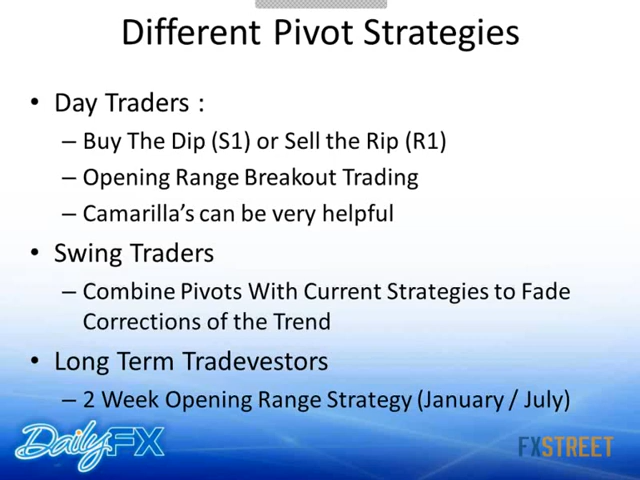 Different Pivot Strategies
• Day Traders :
– Buy The Dip (S1) or Sell the Rip (R1)
– Opening Range Breakout Trading
– Camarilla’s can be very helpful
• Swing Traders
– Combine Pivots With Current Strategies to Fade
Corrections of the Trend
• Long Term Tradevestors
– 2 Week Opening Range Strategy (January / July)
DailyFX
FXSTREET